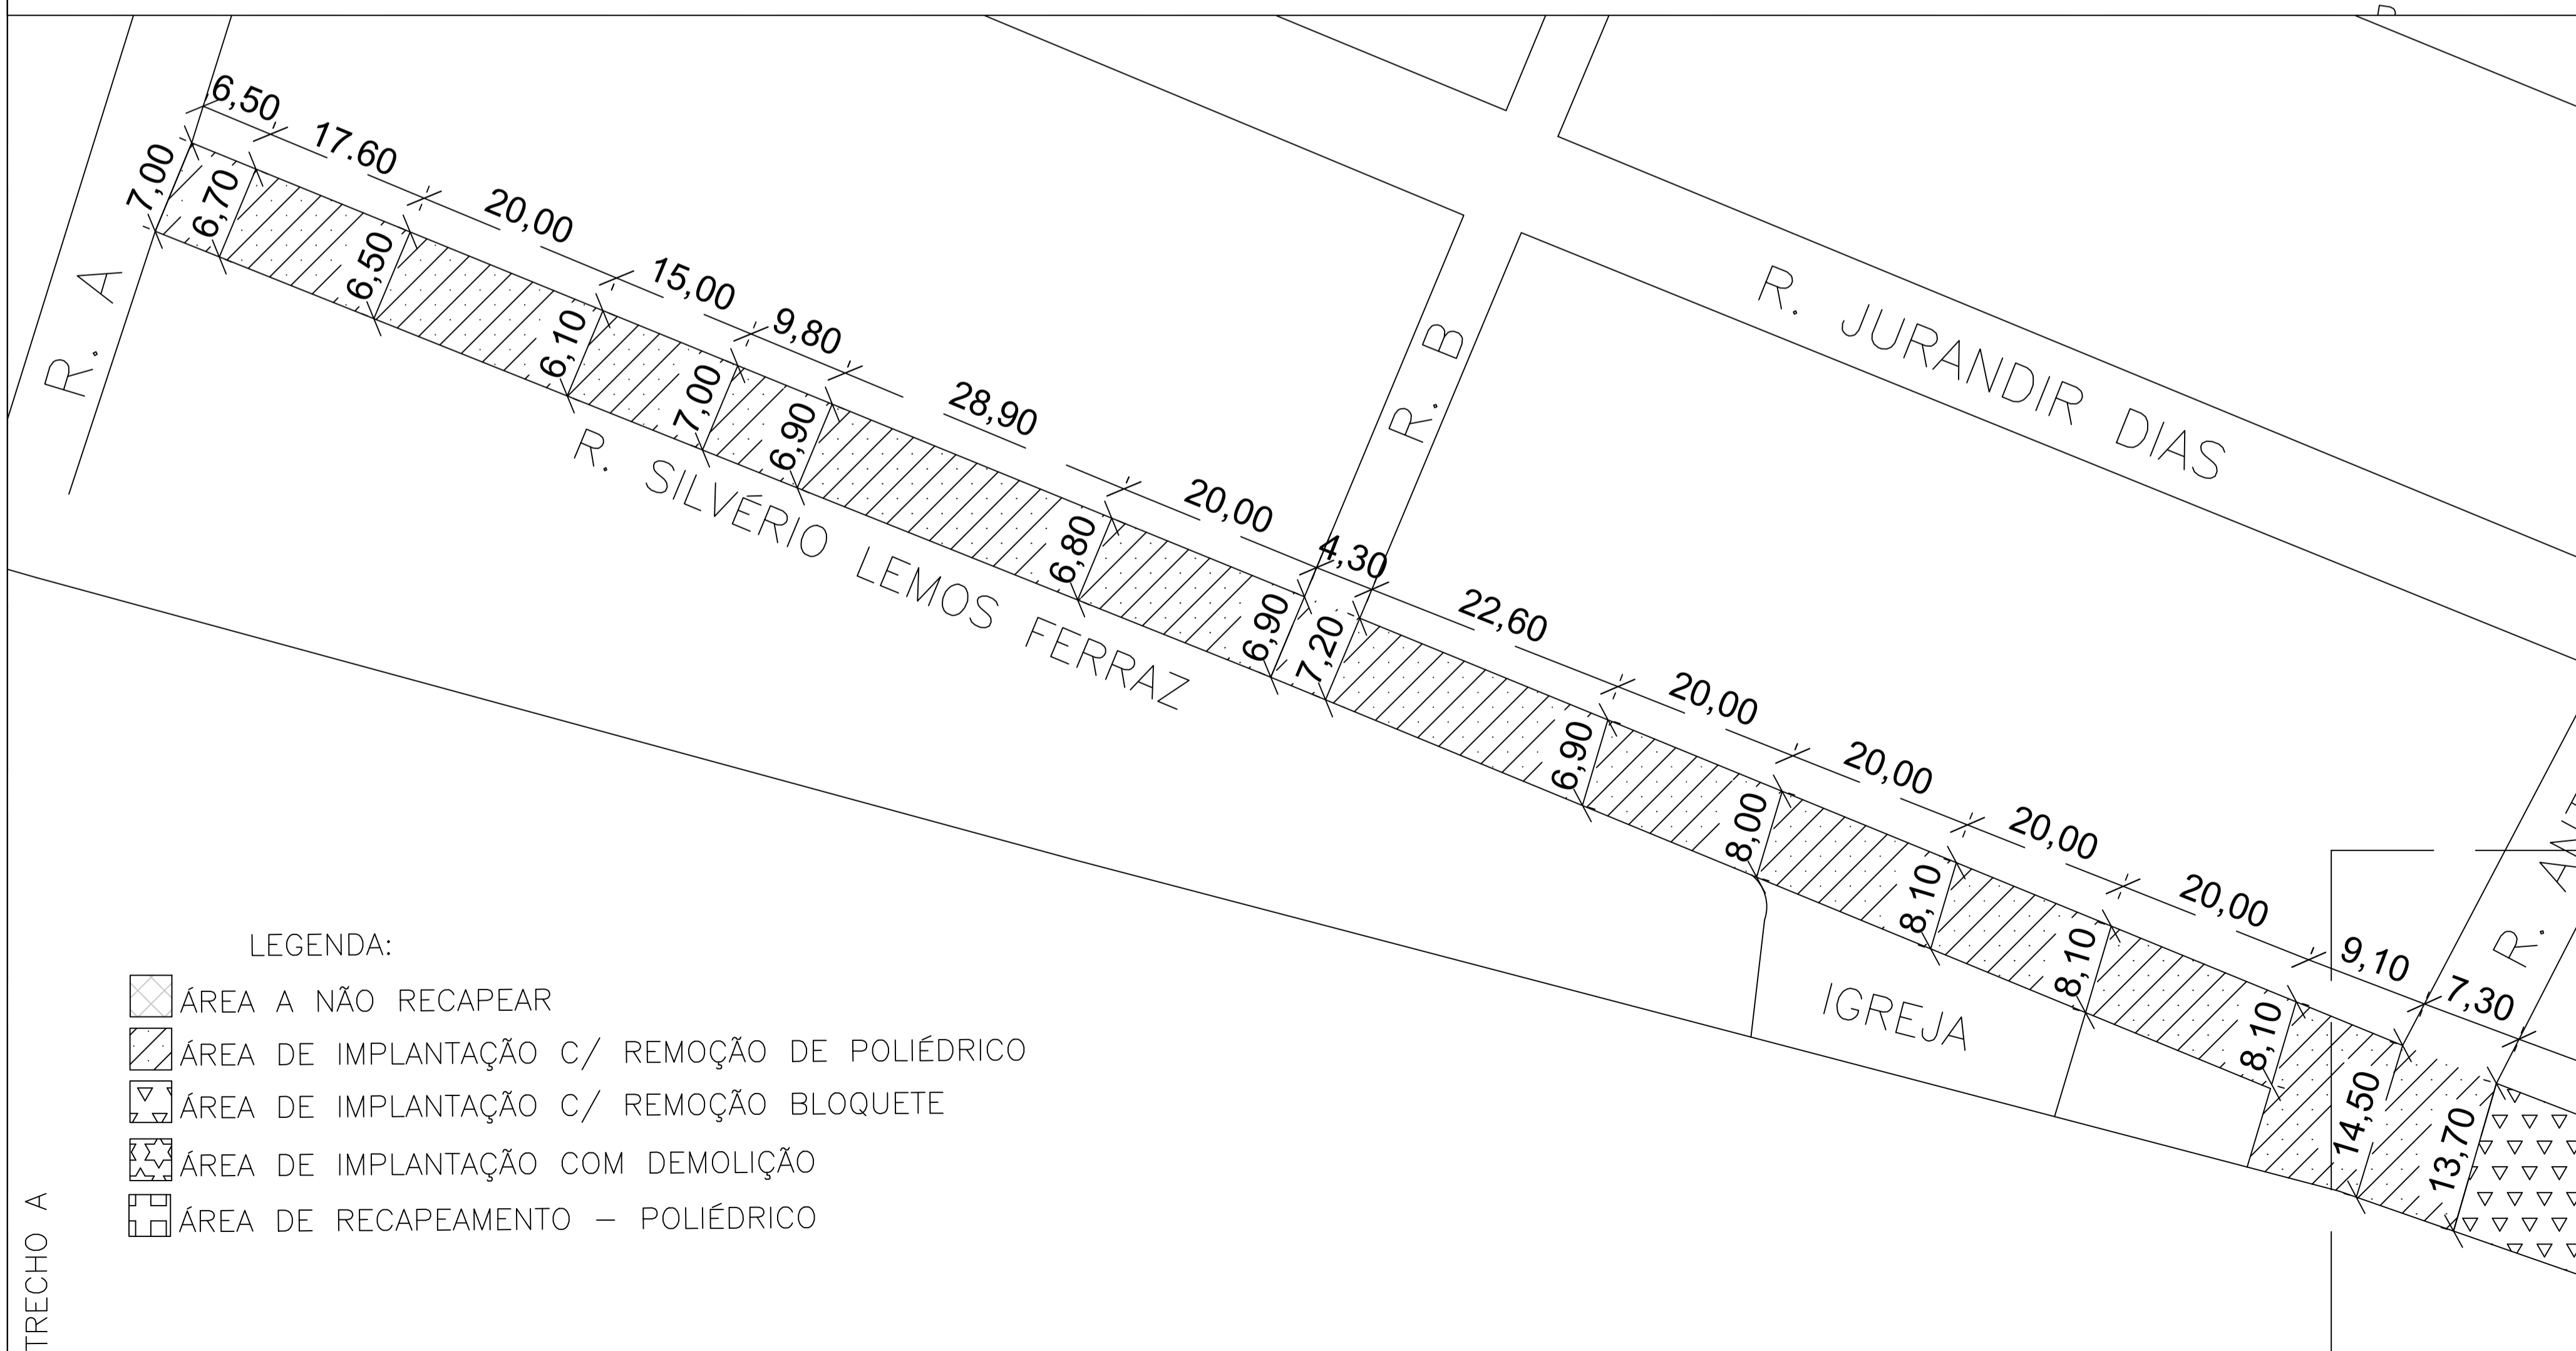 6,50
17.60
20,00
15,00
9,80
28,90
20,00
4,30
22,60
20,00
20,00
20,00
20,00
9,10
7,30
7,00
6,70
6,50
6,10
7,00
6,90
6,80
6,90
7,20
6,90
8,00
8,10
8,10
8,10
14,50
13,70
R. A
R. B
R. JURANDIR DIAS
R. SILVÉRIO LEMOS FERRAZ
IGREJA
R.
LEGENDA:
ÁREA A NÃO RECAPEAR
ÁREA DE IMPLANTAÇÃO C/ REMOÇÃO DE POLIÉDRICO
ÁREA DE IMPLANTAÇÃO C/ REMOÇÃO BLOQUETE
ÁREA DE IMPLANTAÇÃO COM DEMOLIÇÃO
ÁREA DE RECAPEAMENTO – POLIÉDRICO
TRECHO A